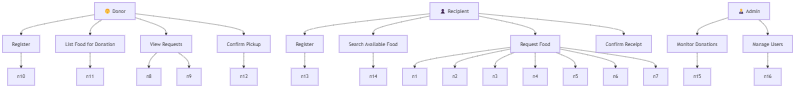 Donor
Recipient
Admin
Register
List Food for Donation
View Requests
Confirm Pickup
Register
Search Available Food
Request Food
Confirm Receipt
Monitor Donations
Manage Users
n10
n11
n8
n9
n12
n13
n14
n1
n2
n3
n4
n5
n6
n7
n15
n16